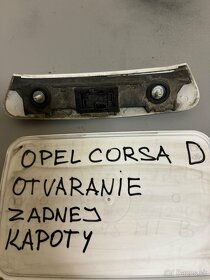 OPEL CORSA D
OTVARANIE
ZADNEJ
KAPOTY